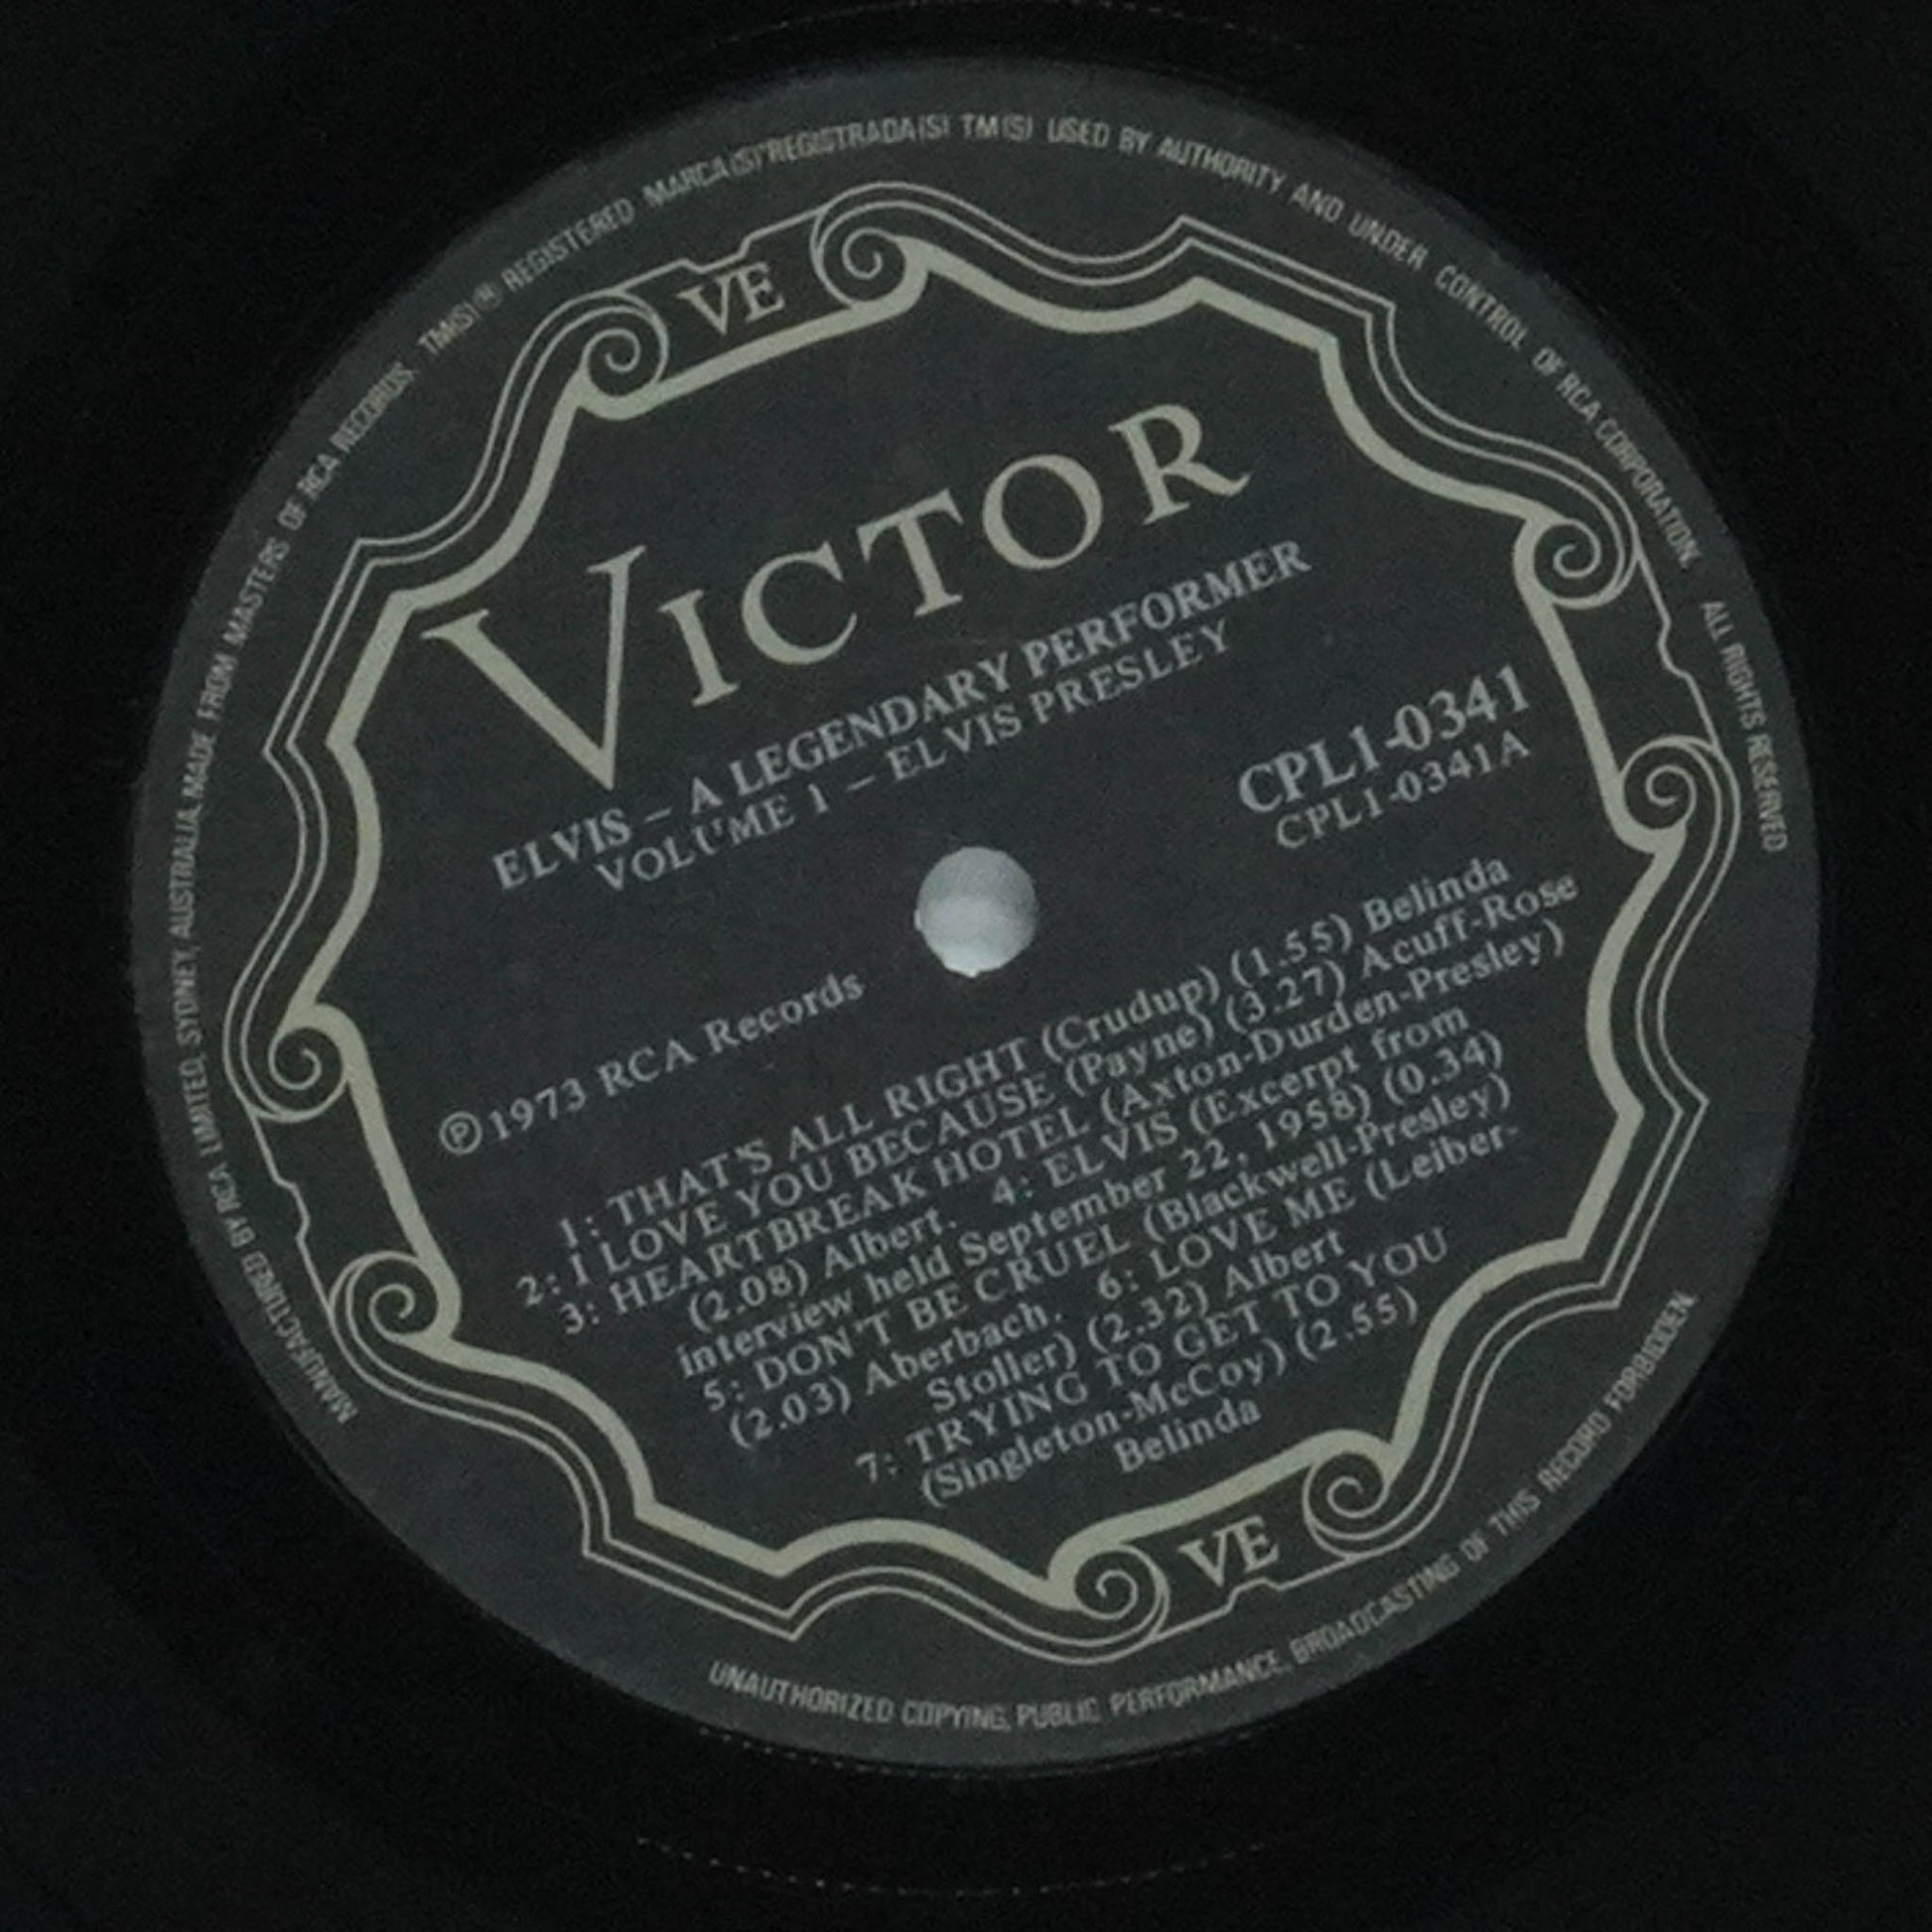 MANUFACTURED BY RCA LIMITED, SYDNEY, AUSTRALIA, MADE FROM MASTERS OF RCA RECORDS. TM(S)® REGISTERED MARCA(S) REGISTRADA(S) TM(S) USED BY AUTHORITY AND UNDER CONTROL OF RCA CORPORATION. ALL RIGHTS RESERVED
VE
VICTOR
ELVIS – A LEGENDARY PERFORMER
VOLUME 1 – ELVIS PRESLEY
CPL1-0341
CPL1-0341A
℗1973 RCA Records
1: THAT'S ALL RIGHT (Crudup) (1.55) Belinda
2: I LOVE YOU BECAUSE (Payne) (3.27) Acuff-Rose
3: HEARTBREAK HOTEL (Axton-Durden-Presley)
(2.08) Albert. 4: ELVIS (Excerpt from
interview held September 22, 1958) (0.34)
5: DON'T BE CRUEL (Blackwell-Presley)
(2.03) Aberbach. 6: LOVE ME (Leiber-
Stoller) (2.32) Albert
7: TRYING TO GET TO YOU
(Singleton-McCoy) (2.55)
Belinda
VE
UNAUTHORIZED COPYING, PUBLIC PERFORMANCE, BROADCASTING OF THIS RECORD FORBIDDEN.